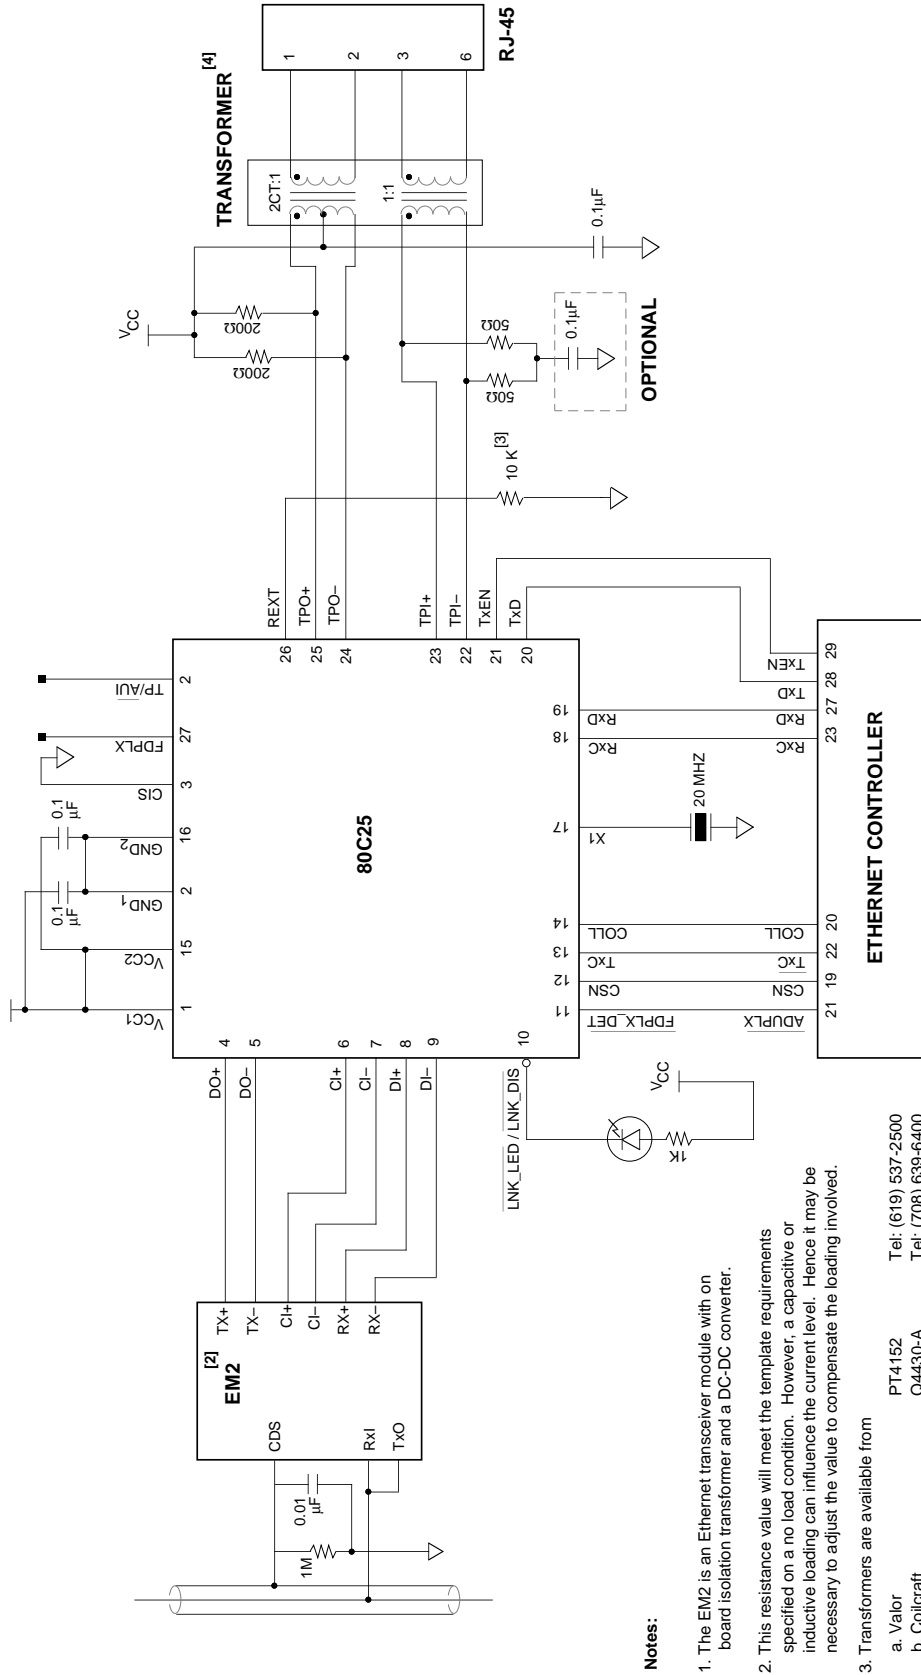 TRANSFORMER [4]
RJ-45
1
2
3
6
2CT:1
1:1
VCC
200Ω
200Ω
0.1µF
50Ω
50Ω
0.1µF
OPTIONAL
10 K[3]
REXT
TPO+
TPO–
TPI+
TPI–
TxEN
TxD
26
25
24
23
22
21
20
80C25
TP/AUI
2
FDPLX
27
CIS
3
GND2
16
GND1
2
VCC2
15
VCC1
1
0.1
µF
0.1
µF
19
RxD
18
RxC
17
X1
20 MHZ
14
COLL
13
TxC
12
CSN
11
FDPLX_DET
ETHERNET CONTROLLER
TxEN
29
TxD
28
RxD
27
RxC
23
COLL
20
TxC
22
CSN
19
ADUPLX
21
10
LNK_LED / LNK_DIS
VCC
1K
DO+
4
DO–
5
CI+
6
CI–
7
DI+
8
DI–
9
EM2 [2]
TX+
TX–
CI+
CI–
RX+
RX–
CDS
RxI
TxO
0.01
µF
1M
Notes:
1. The EM2 is an Ethernet transceiver module with on
board isolation transformer and a DC-DC converter.
2. This resistance value will meet the template requirements
specified on a no load condition. However, a capacitive or
inductive loading can influence the current level. Hence it may be
necessary to adjust the value to compensate the loading involved.
3. Transformers are available from
a. Valor PT4152 Tel: (619) 537-2500
b. Coilcraft Q4430-A Tel: (708) 639-6400